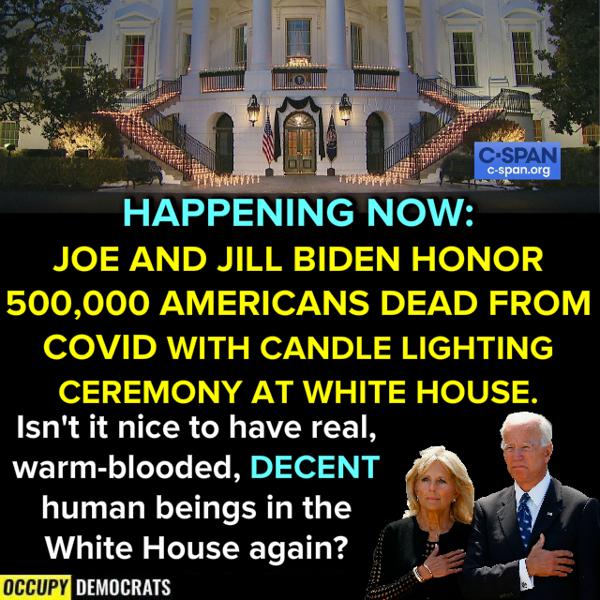 C-SPAN
c-span.org
HAPPENING NOW:
JOE AND JILL BIDEN HONOR
500,000 AMERICANS DEAD FROM
COVID WITH CANDLE LIGHTING
CEREMONY AT WHITE HOUSE.
Isn't it nice to have real,
warm-blooded, DECENT
human beings in the
White House again?
OCCUPY DEMOCRATS